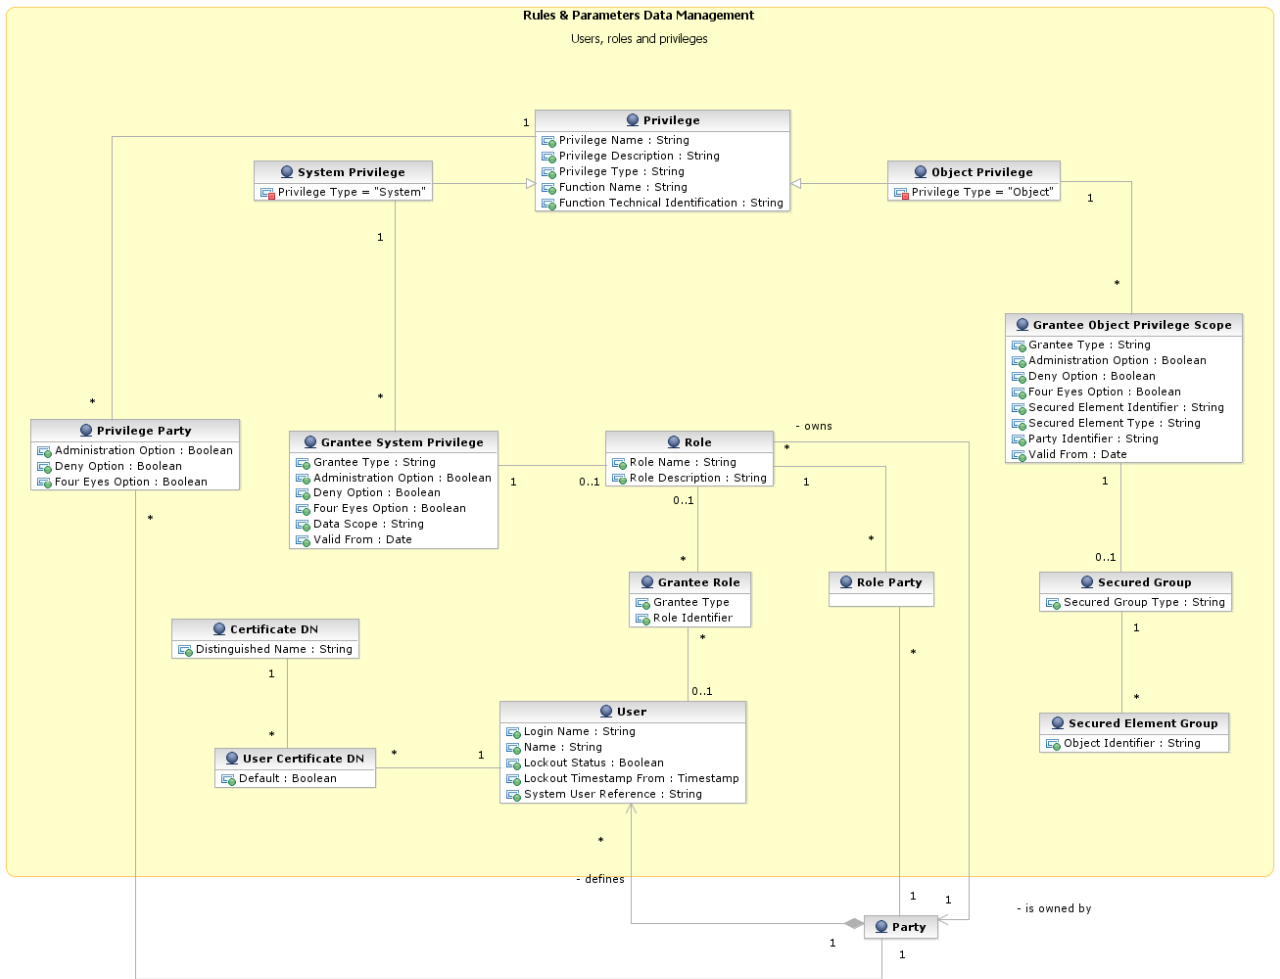 Rules & Parameters Data Management
Users, roles and privileges
1
Privilege
Privilege Name : String
Privilege Description : String
Privilege Type : String
Function Name : String
Function Technical Identification : String
System Privilege
Privilege Type = "System"
Object Privilege
Privilege Type = "Object"
1
1
*
*
*
Grantee Object Privilege Scope
Grantee Type : String
Administration Option : Boolean
Deny Option : Boolean
Four Eyes Option : Boolean
Secured Element Identifier : String
Secured Element Type : String
Party Identifier : String
Valid From : Date
Privilege Party
Administration Option : Boolean
Deny Option : Boolean
Four Eyes Option : Boolean
*
Grantee System Privilege
Grantee Type : String
Administration Option : Boolean
Deny Option : Boolean
Four Eyes Option : Boolean
Data Scope : String
Valid From : Date
1
0..1
Role
Role Name : String
Role Description : String
- owns
*
1
0..1
*
*
1
0..1
Grantee Role
Grantee Type
Role Identifier
Role Party
Secured Group
Secured Group Type : String
*
*
1
Certificate DN
Distinguished Name : String
1
*
0..1
*
Secured Element Group
Object Identifier : String
User
Login Name : String
Name : String
Lockout Status : Boolean
Lockout Timestamp From : Timestamp
System User Reference : String
User Certificate DN
Default : Boolean
*
1
*
- defines
1
1
- is owned by
Party
1
1